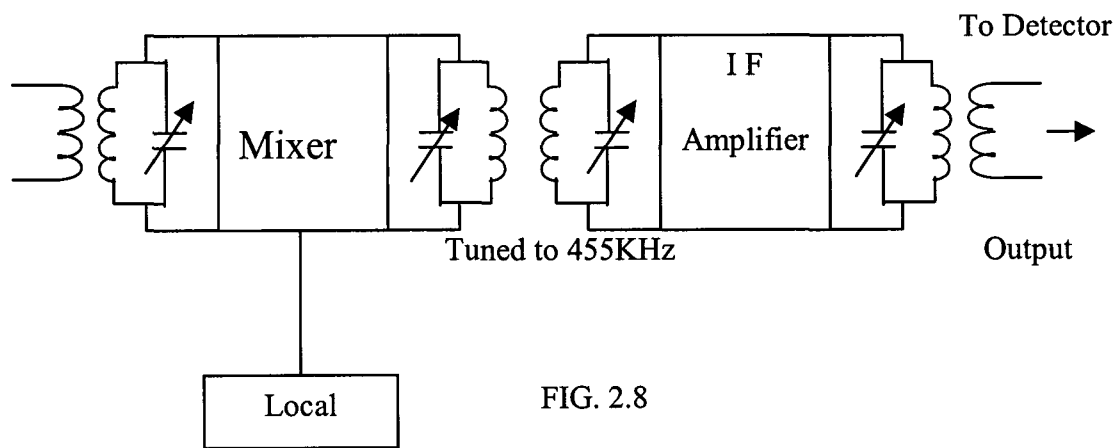 To Detector
I F
Mixer
Amplifier
Tuned to 455KHz
Output
Local
FIG. 2.8